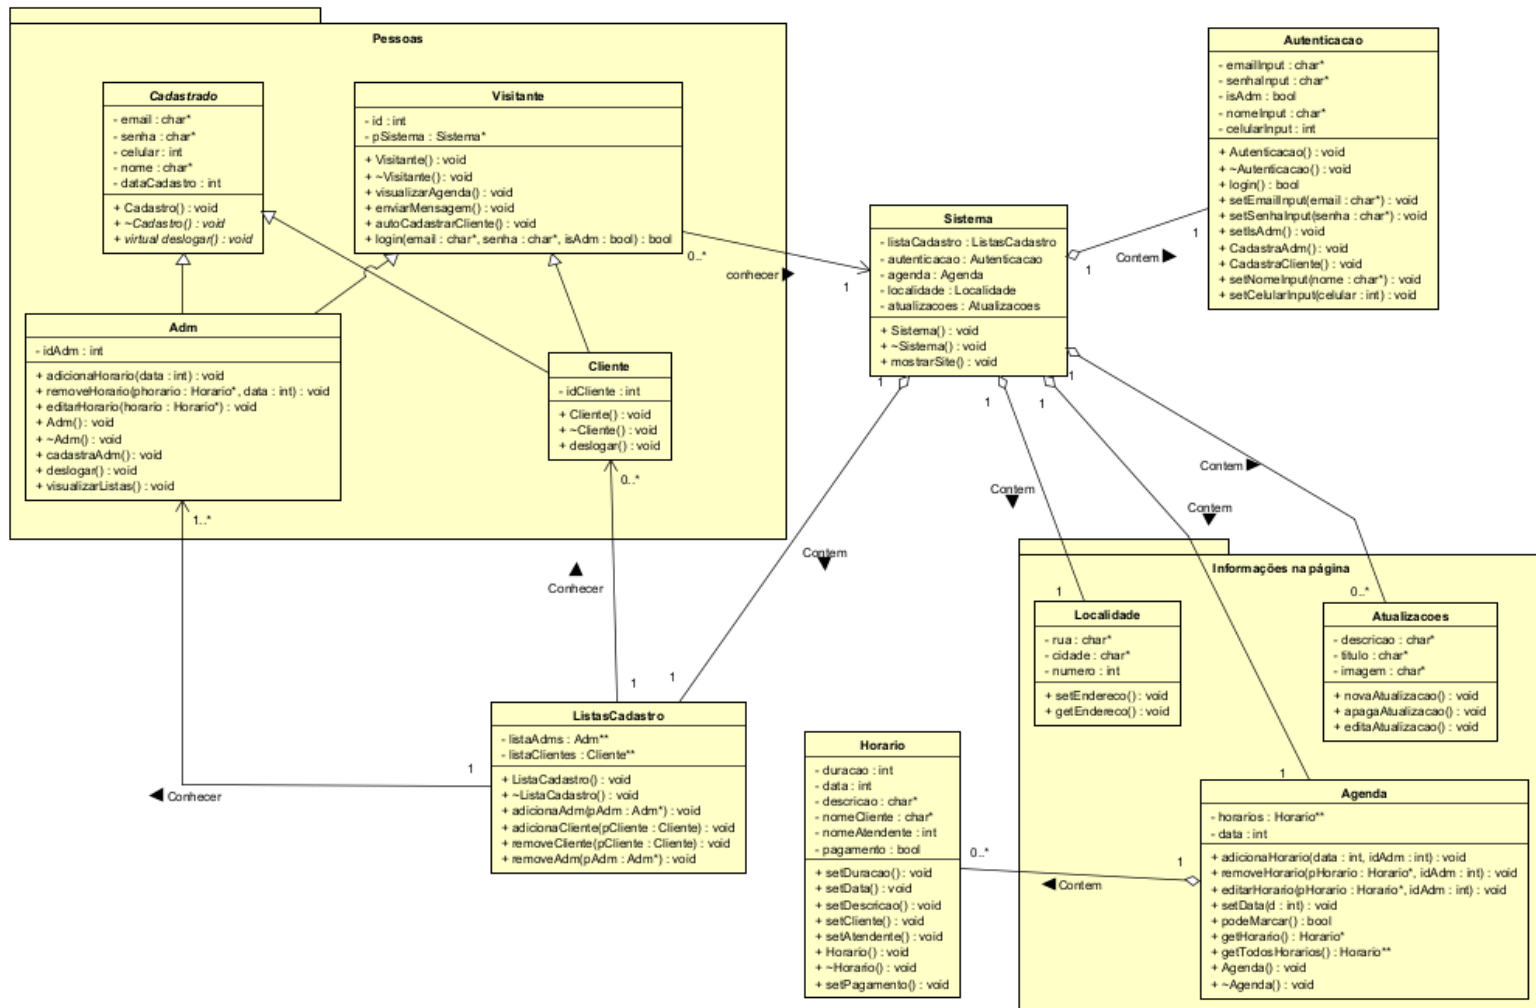 Pessoas
Cadastrado
- email : char*
- senha : char*
- celular : int
- nome : char*
- dataCadastro : int
+ Cadastro() : void
+ ~Cadastro() : void
+ virtual deslogar() : void
Visitante
- id : int
- pSistema : Sistema*
+ Visitante() : void
+ ~Visitante() : void
+ visualizarAgenda() : void
+ enviarMensagem() : void
+ autoCadastrarCliente() : void
+ login(email : char*, senha : char*, isAdm : bool) : bool
Adm
- idAdm : int
+ adicionaHorario(data : int) : void
+ removeHorario(phorario : Horario*, data : int) : void
+ editarHorario(horario : Horario*) : void
+ Adm() : void
+ ~Adm() : void
+ cadastraAdm() : void
+ deslogar() : void
+ visualizarListas() : void
Cliente
- idCliente : int
+ Cliente() : void
+ ~Cliente() : void
+ deslogar() : void
0..*
conhecer
1
Sistema
- listaCadastro : ListasCadastro
- autenticacao : Autenticacao
- agenda : Agenda
- localidade : Localidade
- atualizacoes : Atualizacoes
+ Sistema() : void
+ ~Sistema() : void
+ mostrarSite() : void
Autenticacao
- emailInput : char*
- senhaInput : char*
- isAdm : bool
- nomeInput : char*
- celularInput : int
+ Autenticacao() : void
+ ~Autenticacao() : void
+ login() : bool
+ setEmailInput(email : char*) : void
+ setSenhaInput(senha : char*) : void
+ setIsAdm() : void
+ CadastraAdm() : void
+ CadastraCliente() : void
+ setNomeInput(nome : char*) : void
+ setCelularInput(celular : int) : void
1
Contem
1
1
1
1
1
Contem
Contem
Contem
Contem
1..*
0..*
Conhecer
1
1
1
Conhecer
ListasCadastro
- listaAdms : Adm**
- listaClientes : Cliente**
+ ListaCadastro() : void
+ ~ListaCadastro() : void
+ adicionaAdm(pAdm : Adm*) : void
+ adicionaCliente(pCliente : Cliente) : void
+ removeCliente(pCliente : Cliente) : void
+ removeAdm(pAdm : Adm*) : void
Informações na página
1
0..*
Localidade
- rua : char*
- cidade : char*
- numero : int
+ setEndereco() : void
+ getEndereco() : void
Atualizacoes
- descricao : char*
- titulo : char*
- imagem : char*
+ novaAtualizacao() : void
+ apagaAtualizacao() : void
+ editaAtualizacao() : void
Horario
- duracao : int
- data : int
- descricao : char*
- nomeCliente : char*
- nomeAtendente : int
- pagamento : bool
+ setDuracao() : void
+ setData() : void
+ setDescricao() : void
+ setCliente() : void
+ setAtendente() : void
+ Horario() : void
+ ~Horario() : void
+ setPagamento() : void
0..*
Contem
1
1
Agenda
- horarios : Horario**
- data : int
+ adicionaHorario(data : int, idAdm : int) : void
+ removeHorario(pHorario : Horario*, idAdm : int) : void
+ editarHorario(pHorario : Horario*, idAdm : int) : void
+ setData(d : int) : void
+ podeMarcar() : bool
+ getHorario() : Horario*
+ getTodosHorarios() : Horario**
+ Agenda() : void
+ ~Agenda() : void